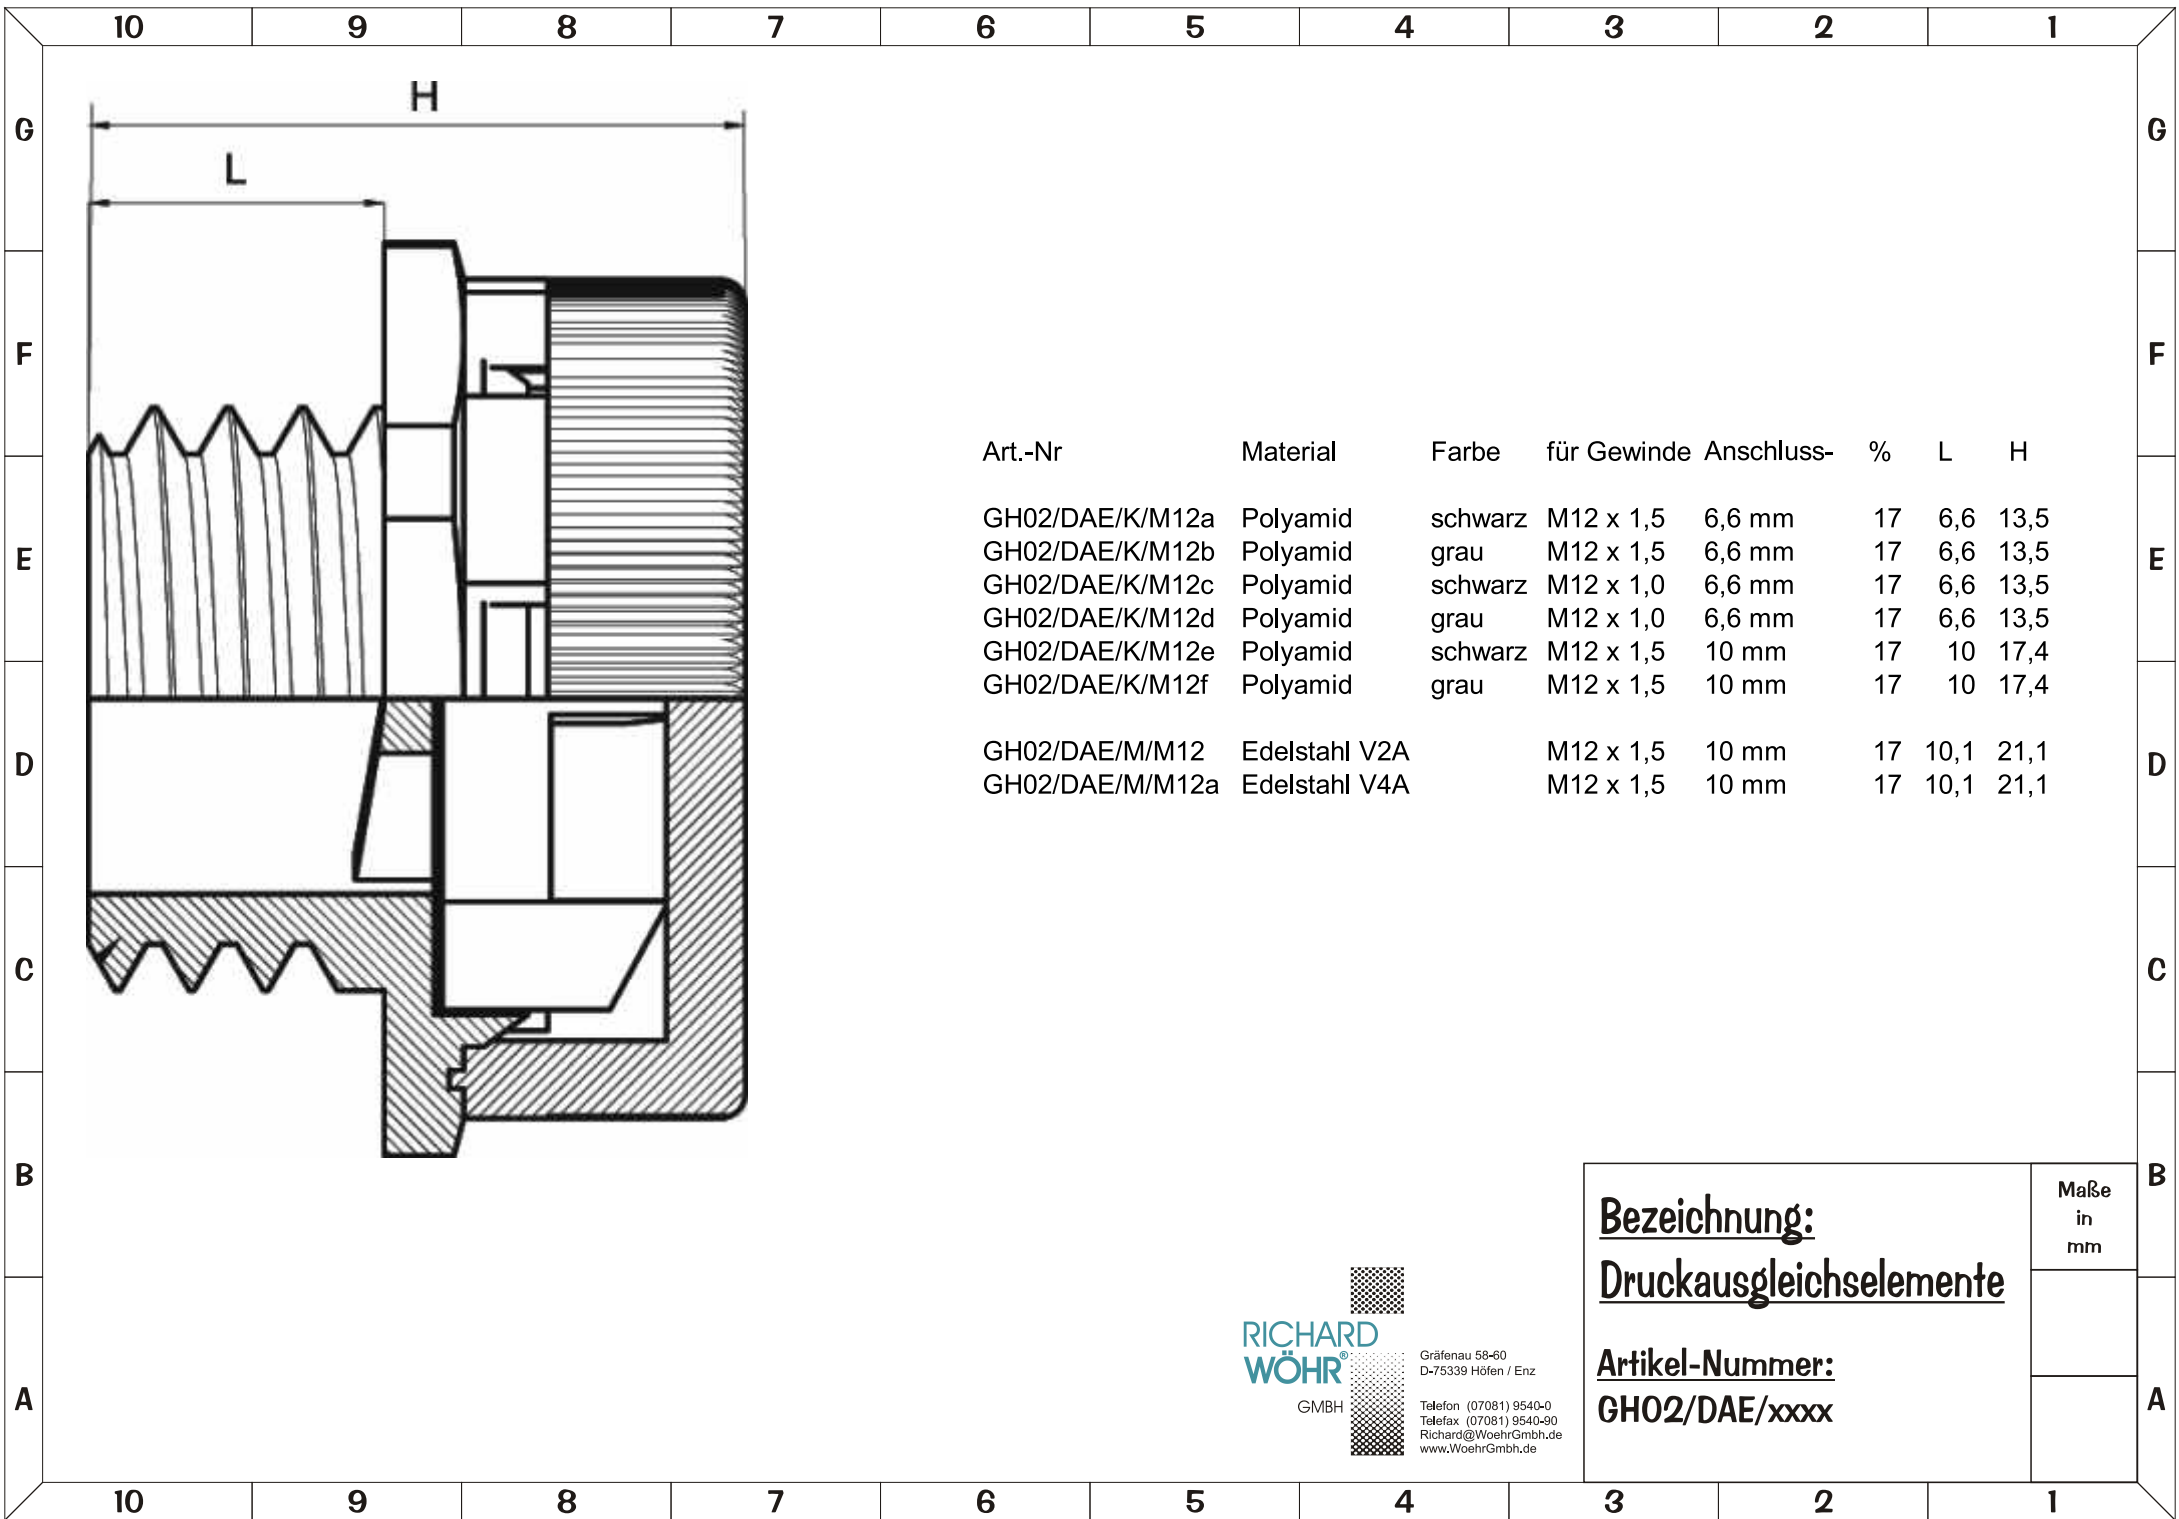 10 9 8 7 6 5 4 3 2 1
G G
H
L
F F
Art.-Nr Material Farbe für Gewinde Anschluss- % L H
GH02/DAE/K/M12a Polyamid schwarz M12 x 1,5 6,6 mm 17 6,6 13,5
GH02/DAE/K/M12b Polyamid grau M12 x 1,5 6,6 mm 17 6,6 13,5
E E
GH02/DAE/K/M12c Polyamid schwarz M12 x 1,0 6,6 mm 17 6,6 13,5
GH02/DAE/K/M12d Polyamid grau M12 x 1,0 6,6 mm 17 6,6 13,5
GH02/DAE/K/M12e Polyamid schwarz M12 x 1,5 10 mm 17 10 17,4
GH02/DAE/K/M12f Polyamid grau M12 x 1,5 10 mm 17 10 17,4
GH02/DAE/M/M12 Edelstahl V2A M12 x 1,5 10 mm 17 10,1 21,1
D D
GH02/DAE/M/M12a Edelstahl V4A M12 x 1,5 10 mm 17 10,1 21,1
C C
B B
Bezeichnung:
Druckausgleichselemente
Artikel-Nummer:
GH02/DAE/xxxx
Maße
in
mm
RICHARD
WÖHR®
GMBH
Gräfenau 58-60
D-75339 Höfen / Enz
Telefon (07081) 9540-0
Telefax (07081) 9540-90
Richard@WoehrGmbh.de
www.WoehrGmbh.de
A A
10 9 8 7 6 5 4 3 2 1